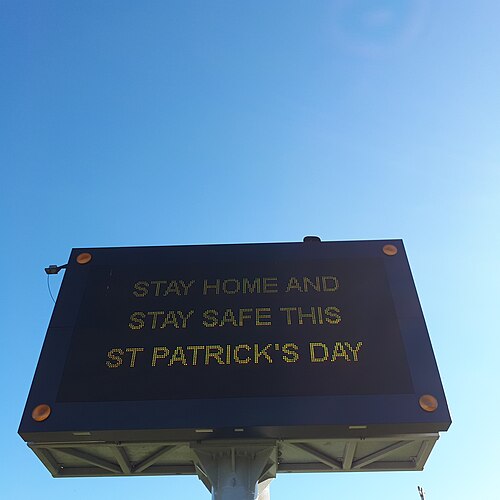 STAY HOME AND
STAY SAFE THIS
ST PATRICK'S DAY